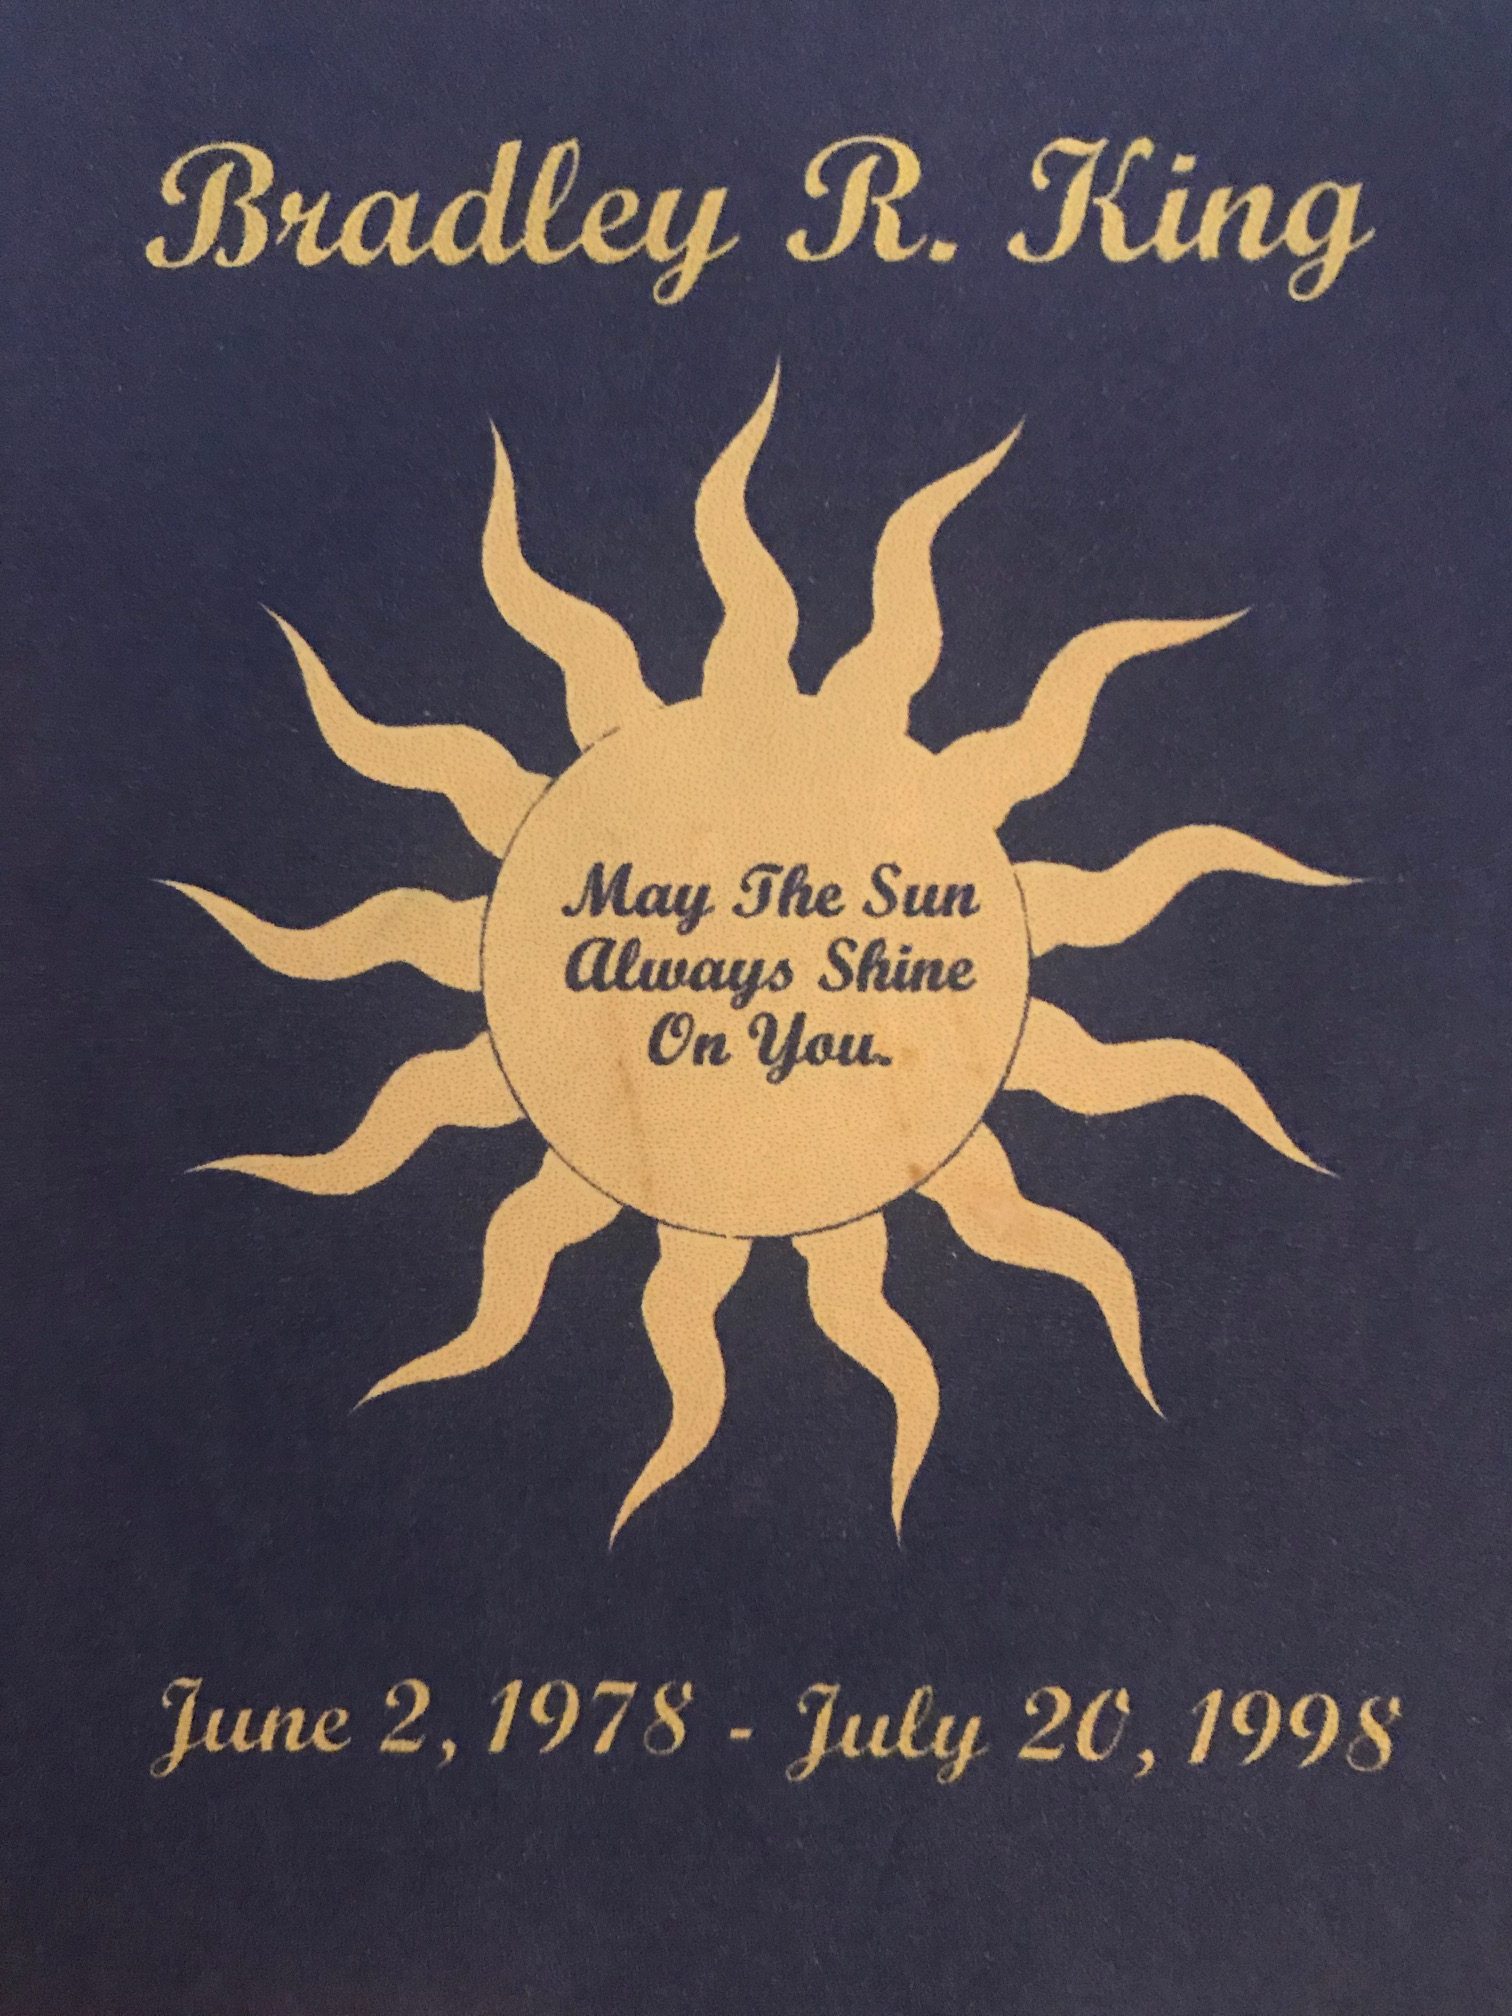 Bradley R. King
May The Sun
Always Shine
On You.
June 2, 1978 - July 20, 1998